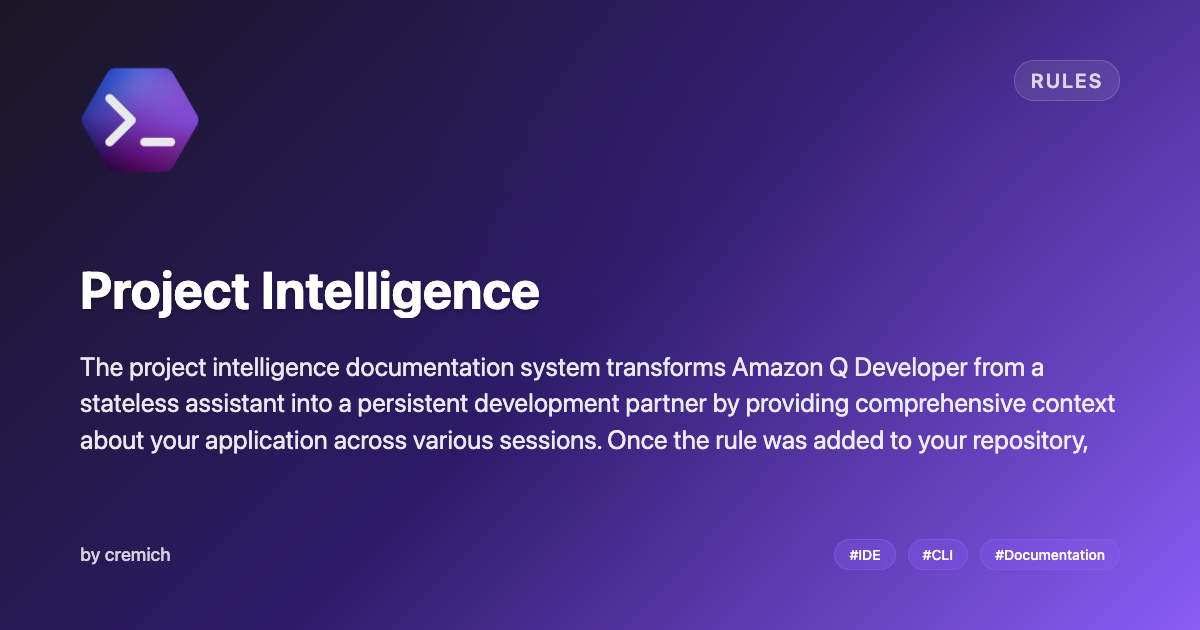 RULES
Project Intelligence
The project intelligence documentation system transforms Amazon Q Developer from a
stateless assistant into a persistent development partner by providing comprehensive context
about your application across various sessions. Once the rule was added to your repository,
by cremich
#IDE
#CLI
#Documentation